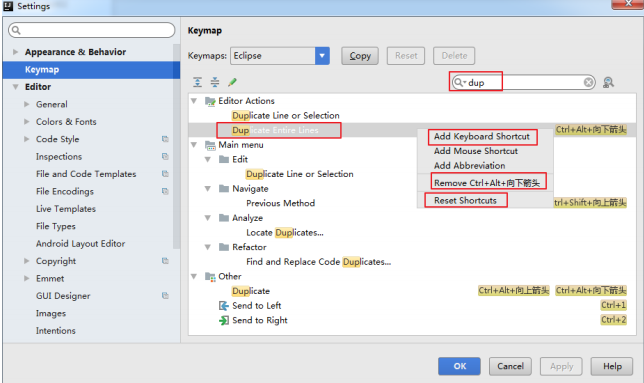 Settings
Keymap
Appearance & Behavior
Keymap
Editor
General
Colors & Fonts
Code Style
Inspections
File and Code Templates
File Encodings
Live Templates
File Types
Android Layout Editor
Copyright
Emmet
GUI Designer
Images
Intentions
Keymaps: Eclipse Copy Reset Delete
dup
Editor Actions
Duplicate Line or Selection
Duplicate Entire Lines Ctrl+Alt+向下箭头
Main menu
Edit
Duplicate Line or Selection
Navigate
Previous Method trl+Shift+向上箭头
Analyze
Locate Duplicates...
Refactor
Find and Replace Code Duplicates...
Other
Duplicate Ctrl+Alt+向上箭头 Ctrl+Alt+向下箭头
Send to Left Ctrl+1
Send to Right Ctrl+2
Add Keyboard Shortcut
Add Mouse Shortcut
Add Abbreviation
Remove Ctrl+Alt+向下箭头
Reset Shortcuts
OK Cancel Apply Help